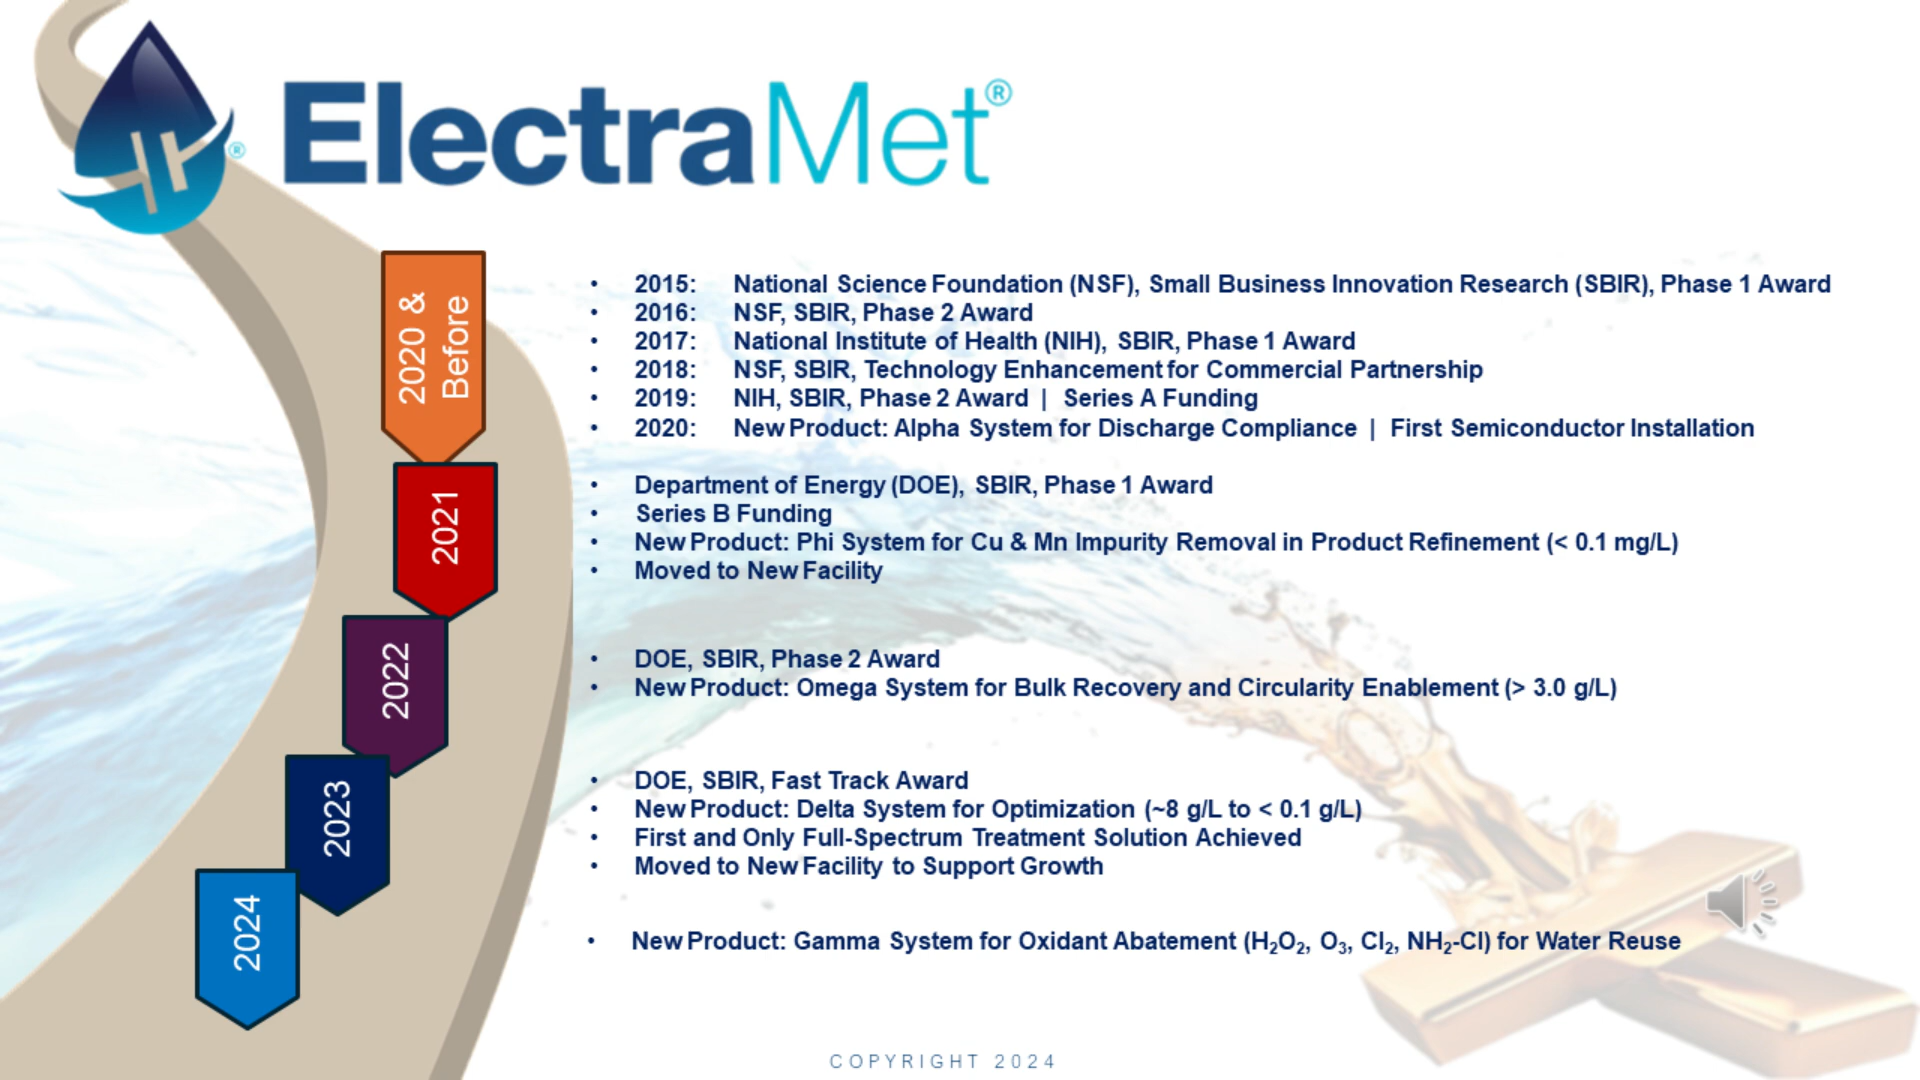 ElectraMet®
®
2020 &
Before
• 2015: National Science Foundation (NSF), Small Business Innovation Research (SBIR), Phase 1 Award
• 2016: NSF, SBIR, Phase 2 Award
• 2017: National Institute of Health (NIH), SBIR, Phase 1 Award
• 2018: NSF, SBIR, Technology Enhancement for Commercial Partnership
• 2019: NIH, SBIR, Phase 2 Award | Series A Funding
• 2020: New Product: Alpha System for Discharge Compliance | First Semiconductor Installation
2021
• Department of Energy (DOE), SBIR, Phase 1 Award
• Series B Funding
• New Product: Phi System for Cu & Mn Impurity Removal in Product Refinement (< 0.1 mg/L)
• Moved to New Facility
2022
• DOE, SBIR, Phase 2 Award
• New Product: Omega System for Bulk Recovery and Circularity Enablement (> 3.0 g/L)
2023
• DOE, SBIR, Fast Track Award
• New Product: Delta System for Optimization (~8 g/L to < 0.1 g/L)
• First and Only Full-Spectrum Treatment Solution Achieved
• Moved to New Facility to Support Growth
2024
• New Product: Gamma System for Oxidant Abatement (H₂O₂, O₃, Cl₂, NH₂-Cl) for Water Reuse
COPYRIGHT 2024